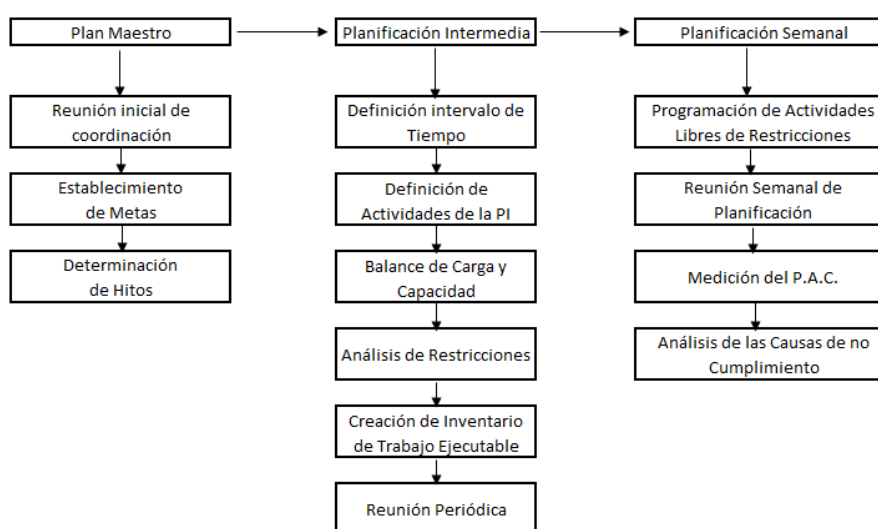 Plan Maestro
Reunión inicial de
coordinación
Establecimiento
de Metas
Determinación
de Hitos
Planificación Intermedia
Definición intervalo de
Tiempo
Definición de
Actividades de la PI
Balance de Carga y
Capacidad
Análisis de Restricciones
Creación de Inventario
de Trabajo Ejecutable
Reunión Periódica
Planificación Semanal
Programación de Actividades
Libres de Restricciones
Reunión Semanal de
Planificación
Medición del P.A.C.
Análisis de las Causas de no
Cumplimiento